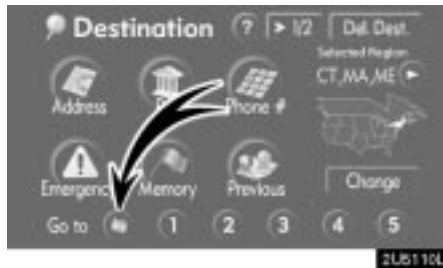 Destination ? 1/2 Del. Dest.
Selected Region
CT,MA,ME
Address Phone #
Emergency Memory Previous Change
Go to 1 2 3 4 5
2U5110L